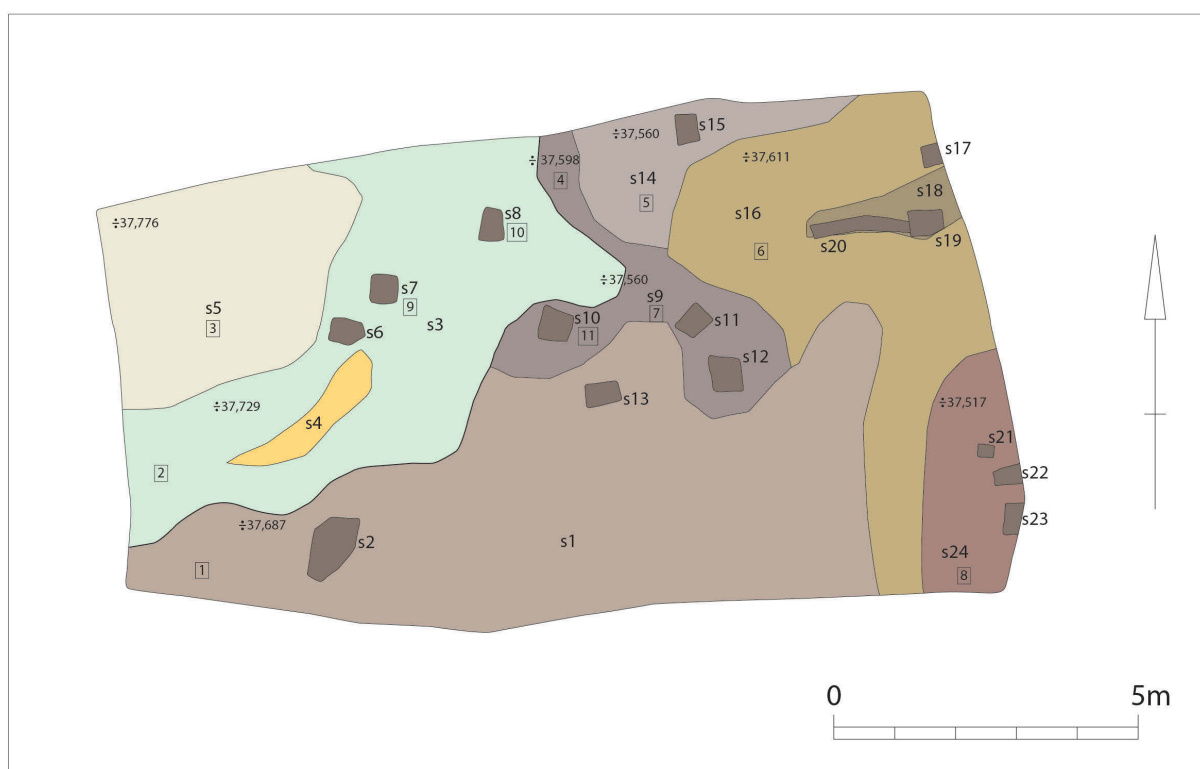 ÷37,560
s15
÷37,598
4
÷37,611
s17
s14
5
s18
÷37,776
s8
10
s16
s20
s19
6
÷37,560
s7
9
s9
7
s5
3
s10
11
s11
s6
s3
s12
s13
÷37,729
÷37,517
s4
s21
2
s22
÷37,687
s23
s2
s1
s24
1
8
0
5m